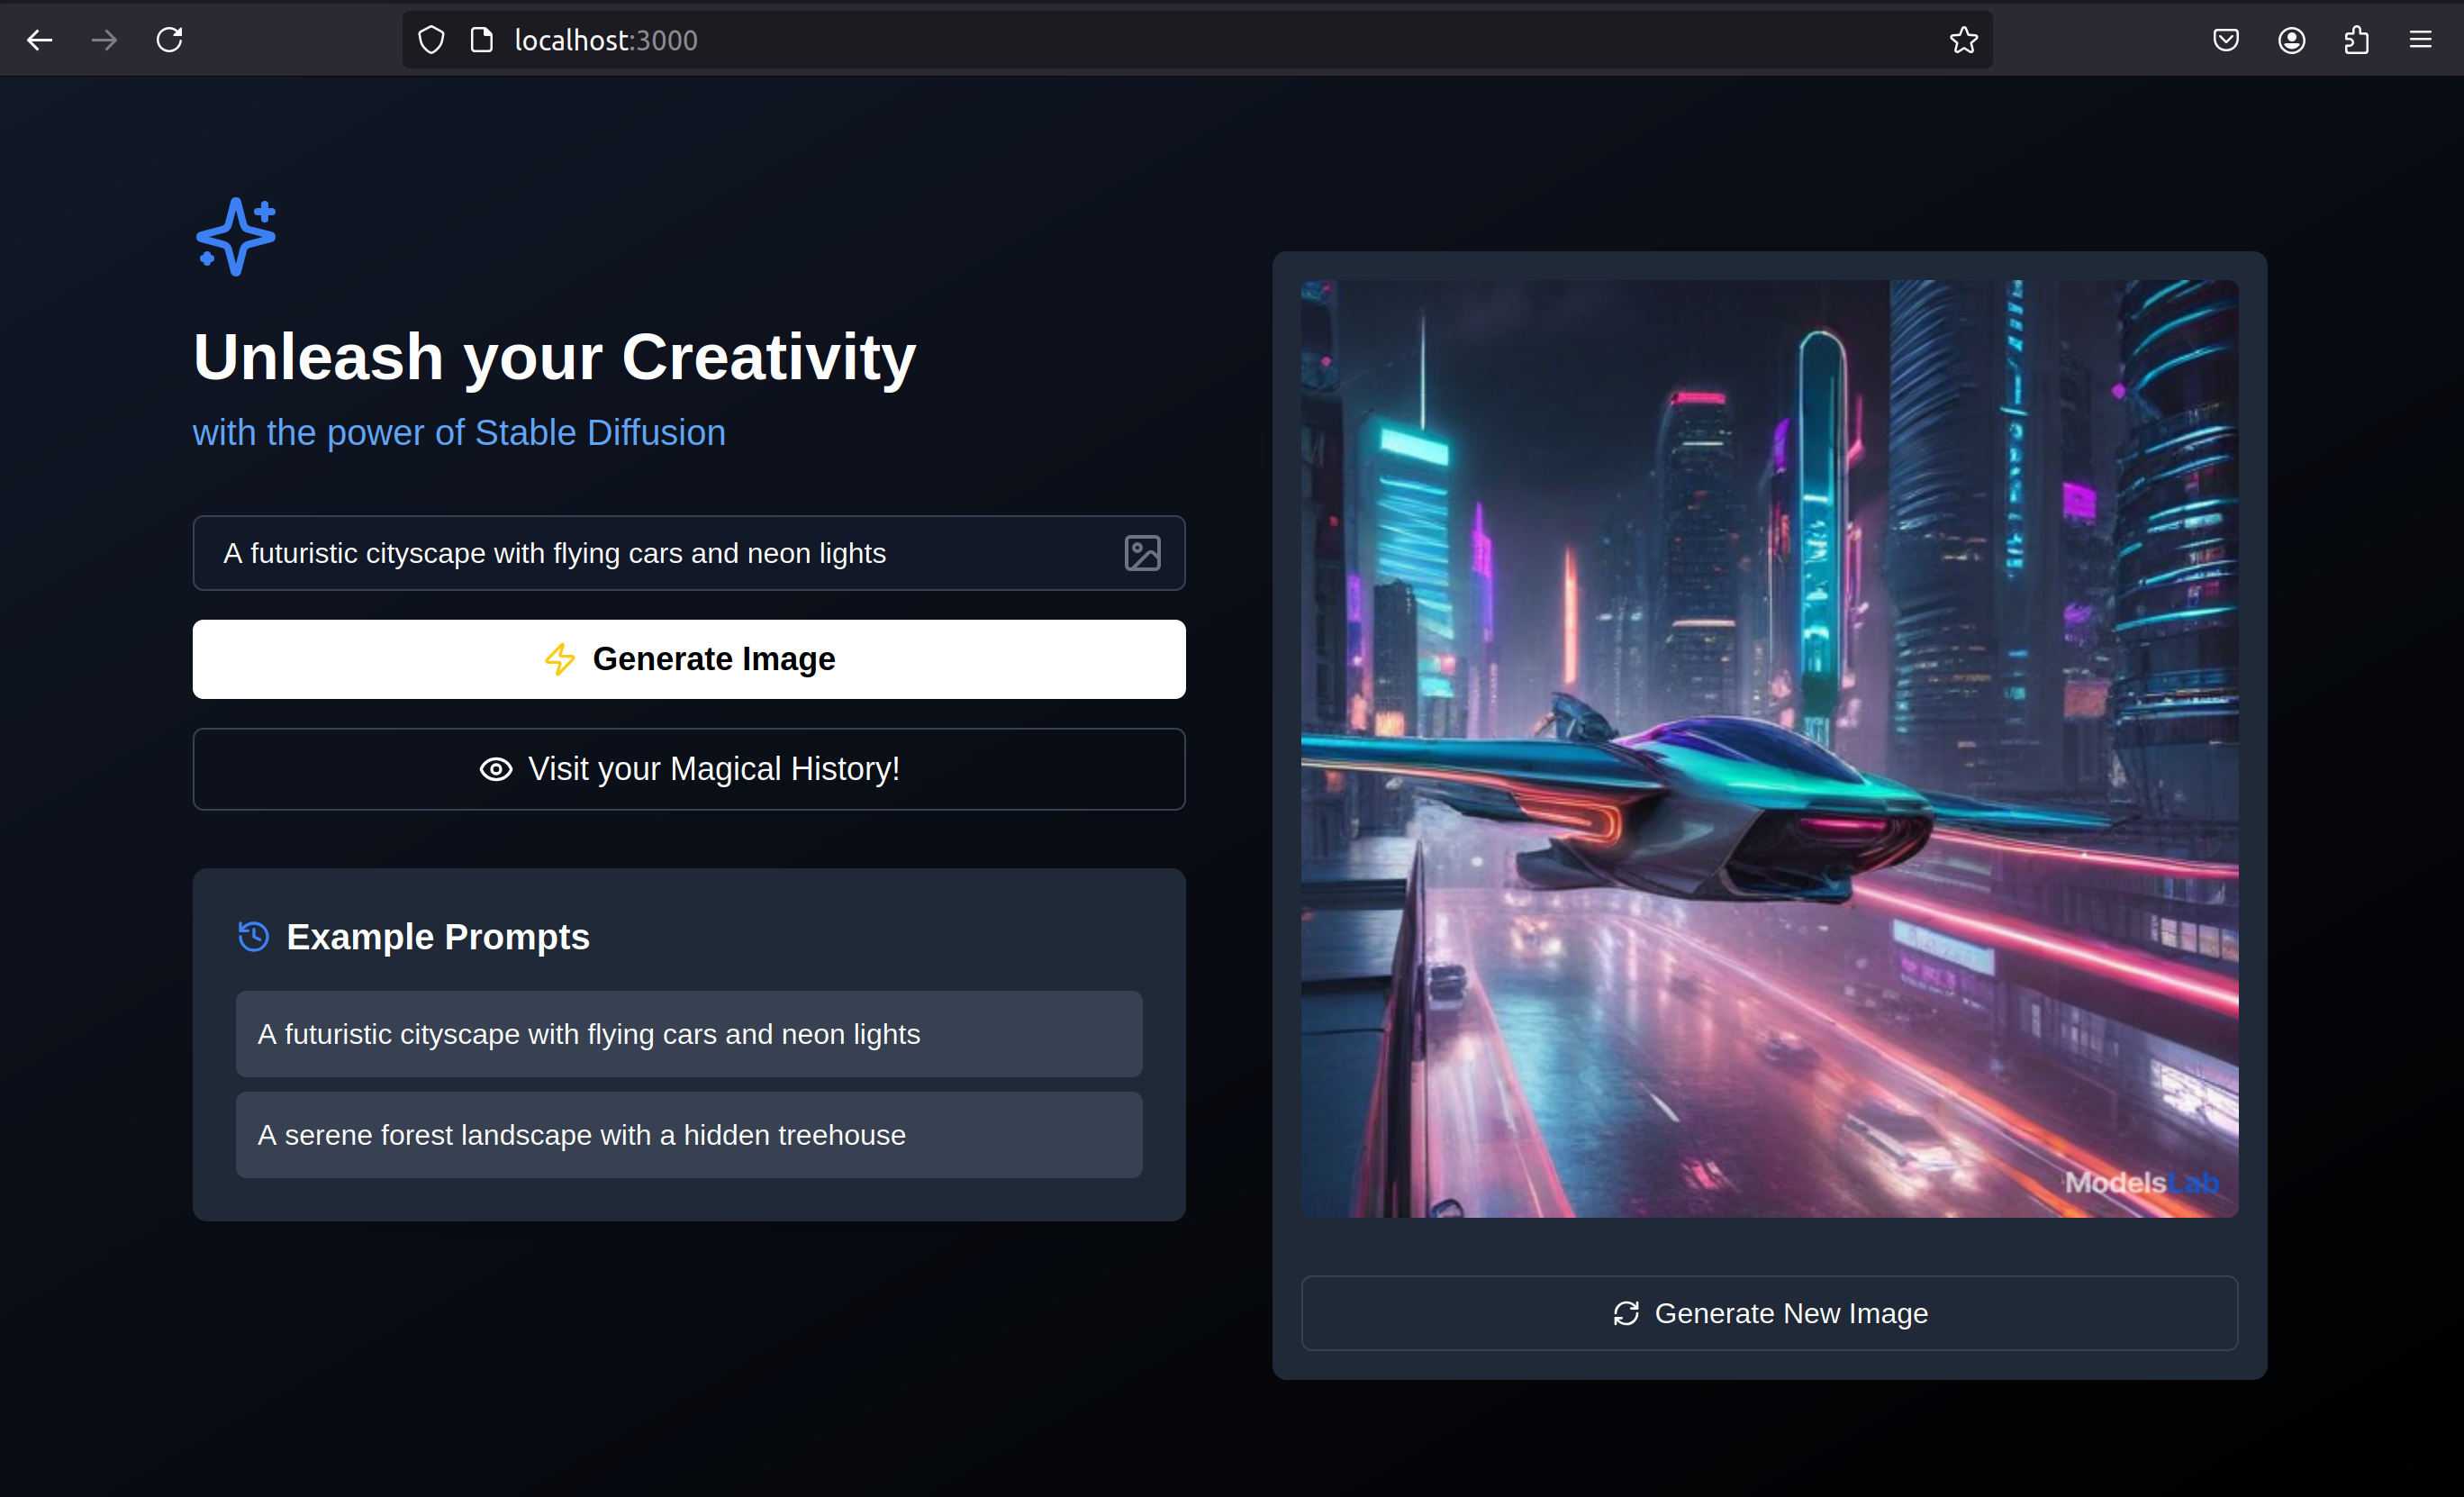 localhost:3000
Unleash your Creativity
with the power of Stable Diffusion
A futuristic cityscape with flying cars and neon lights
Generate Image
Visit your Magical History!
Example Prompts
A futuristic cityscape with flying cars and neon lights
A serene forest landscape with a hidden treehouse
ModelsLab
Generate New Image